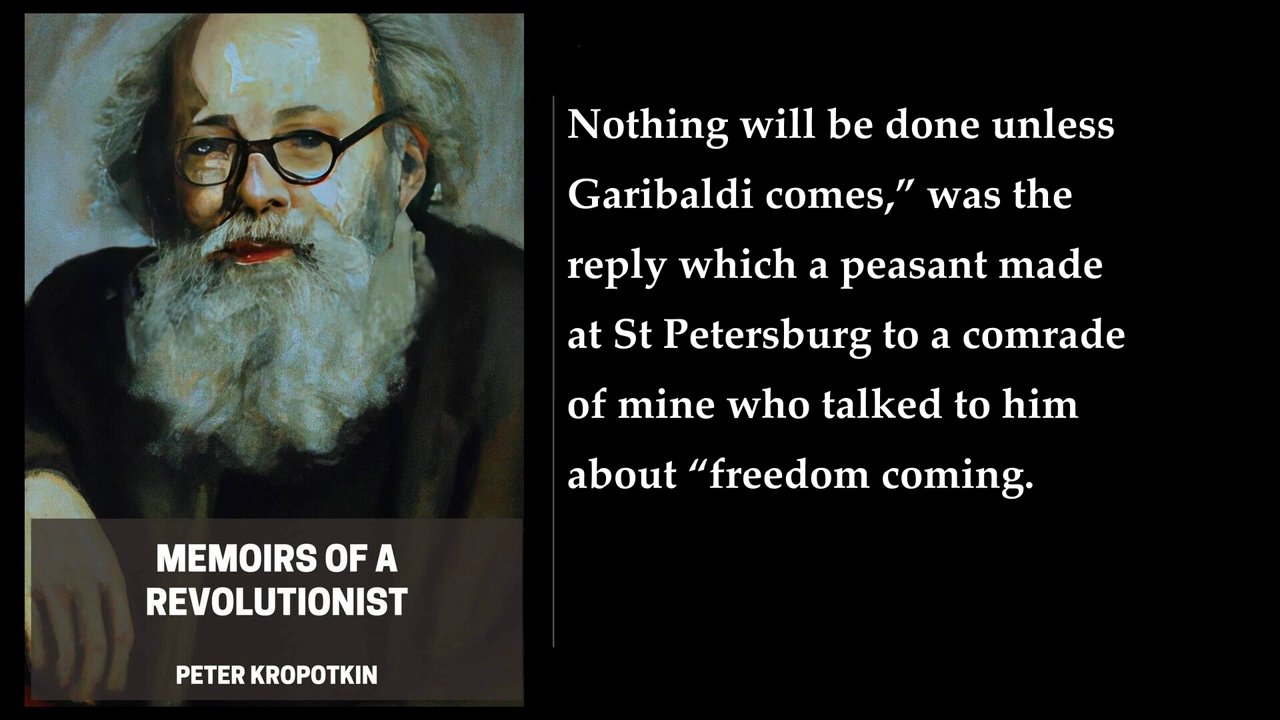 Nothing will be done unless
Garibaldi comes,” was the
reply which a peasant made
at St Petersburg to a comrade
of mine who talked to him
about “freedom coming.
MEMOIRS OF A
REVOLUTIONIST
PETER KROPOTKIN